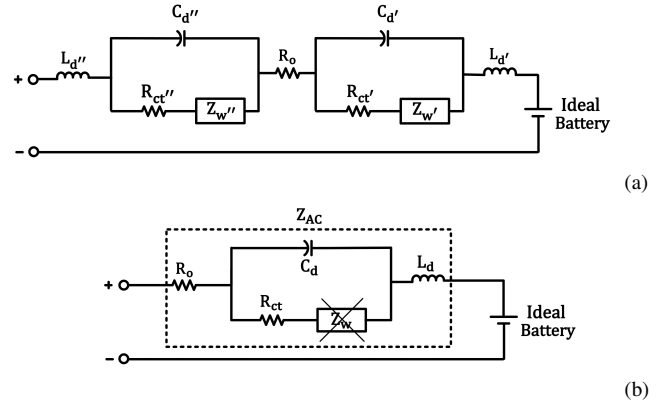 C_d''
C_d'
L_d''
R_o
L_d'
+
R_ct''
Z_w''
R_ct'
Z_w'
Ideal
Battery
−
(a)
Z_AC
R_o
C_d
L_d
+
R_ct
Z_w
Ideal
Battery
−
(b)